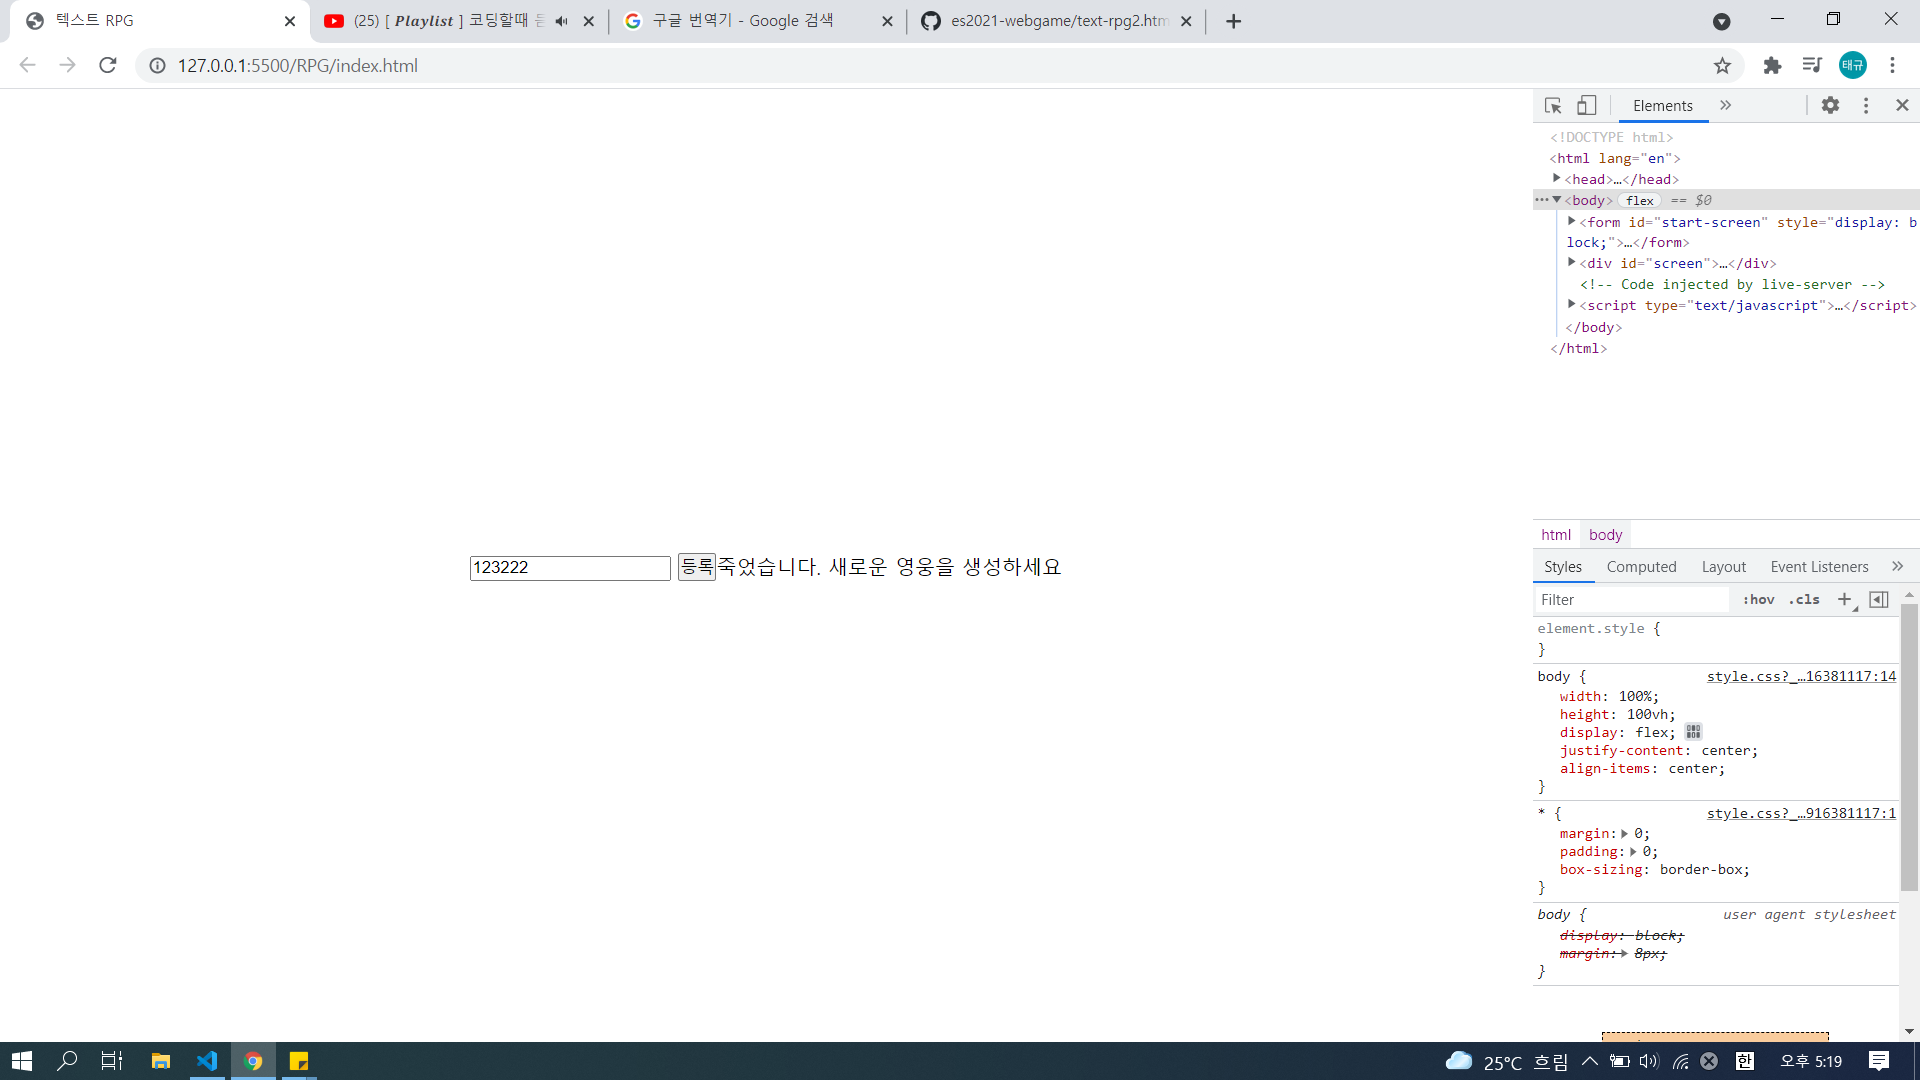 텍스트 RPG
(25) [ Playlist ] 코딩할때 듣
구글 번역기 - Google 검색
es2021-webgame/text-rpg2.htm
127.0.0.1:5500/RPG/index.html
태규
Elements
<!DOCTYPE html>
<html lang="en">
<head>…</head>
<body> flex == $0
<form id="start-screen" style="display: b
lock;">…</form>
<div id="screen">…</div>
<!-- Code injected by live-server -->
<script type="text/javascript">…</script>
</body>
</html>
html body
Styles Computed Layout Event Listeners
Filter :hov .cls
element.style {
}
body { style.css?_…16381117:14
width: 100%;
height: 100vh;
display: flex;
justify-content: center;
align-items: center;
}
* { style.css?_…916381117:1
margin: 0;
padding: 0;
box-sizing: border-box;
}
body { user agent stylesheet
display: block;
margin: 8px;
}
123222 등록 죽었습니다. 새로운 영웅을 생성하세요
25°C 흐림 한 오후 5:19